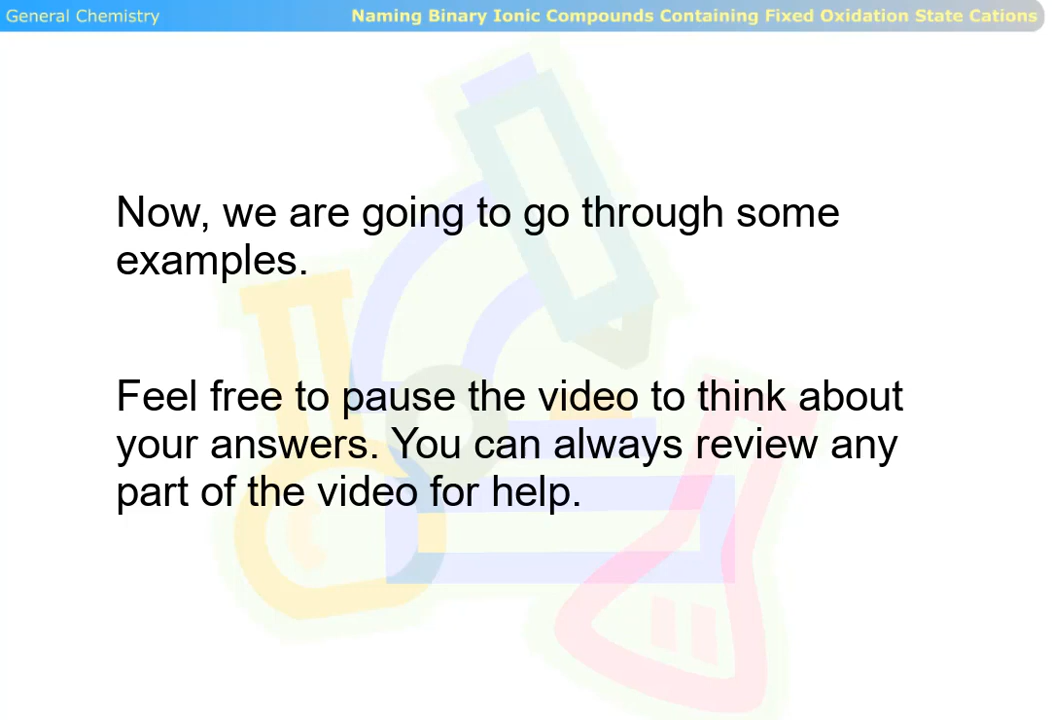 General Chemistry
Naming Binary Ionic Compounds Containing Fixed Oxidation State Cations
Now, we are going to go through some
examples.
Feel free to pause the video to think about
your answers. You can always review any
part of the video for help.